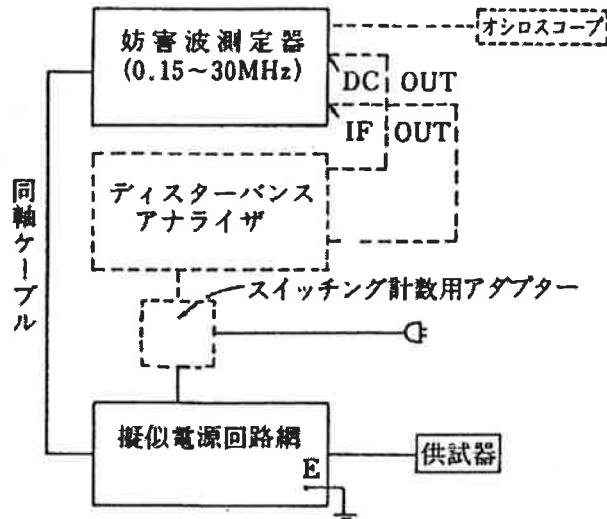 妨害波測定器
(0.15~30MHz)
オシロスコープ
DC OUT
IF OUT
ディスターバンス
アナライザ
同軸ケーブル
スイッチング計数用アダプター
擬似電源回路網
E
供試器